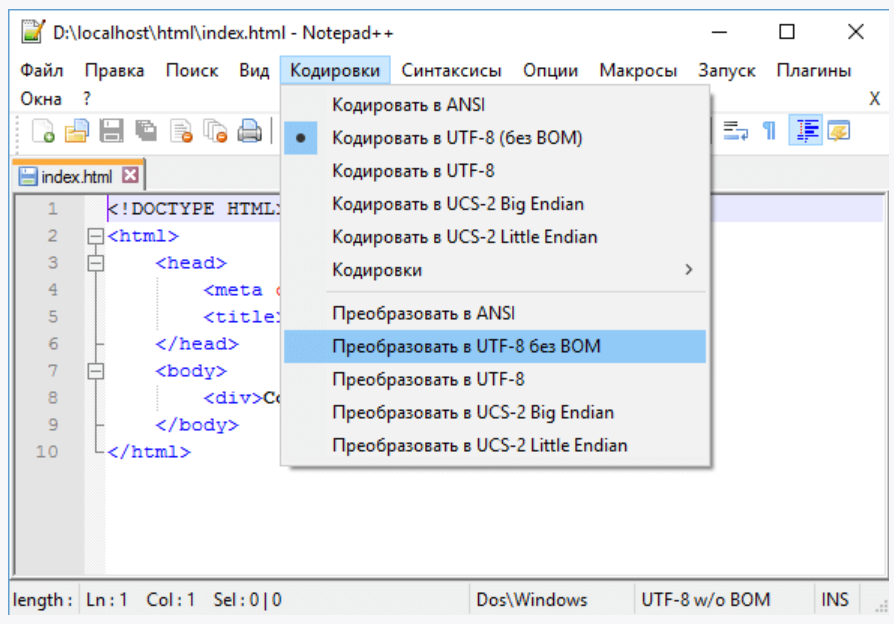 D:\localhost\html\index.html - Notepad++
Файл Правка Поиск Вид Кодировки Синтаксисы Опции Макросы Запуск Плагины
Окна ? X
Кодировать в ANSI
Кодировать в UTF-8 (без BOM)
Кодировать в UTF-8
Кодировать в UCS-2 Big Endian
Кодировать в UCS-2 Little Endian
Кодировки
Преобразовать в ANSI
Преобразовать в UTF-8 без BOM
Преобразовать в UTF-8
Преобразовать в UCS-2 Big Endian
Преобразовать в UCS-2 Little Endian
index.html
1 <!DOCTYPE HTML>
2 <html>
3 <head>
4 <meta
5 <title>
6 </head>
7 <body>
8 <div>
9 </body>
10 </html>
length : Ln : 1 Col : 1 Sel : 0 | 0 Dos\Windows UTF-8 w/o BOM INS